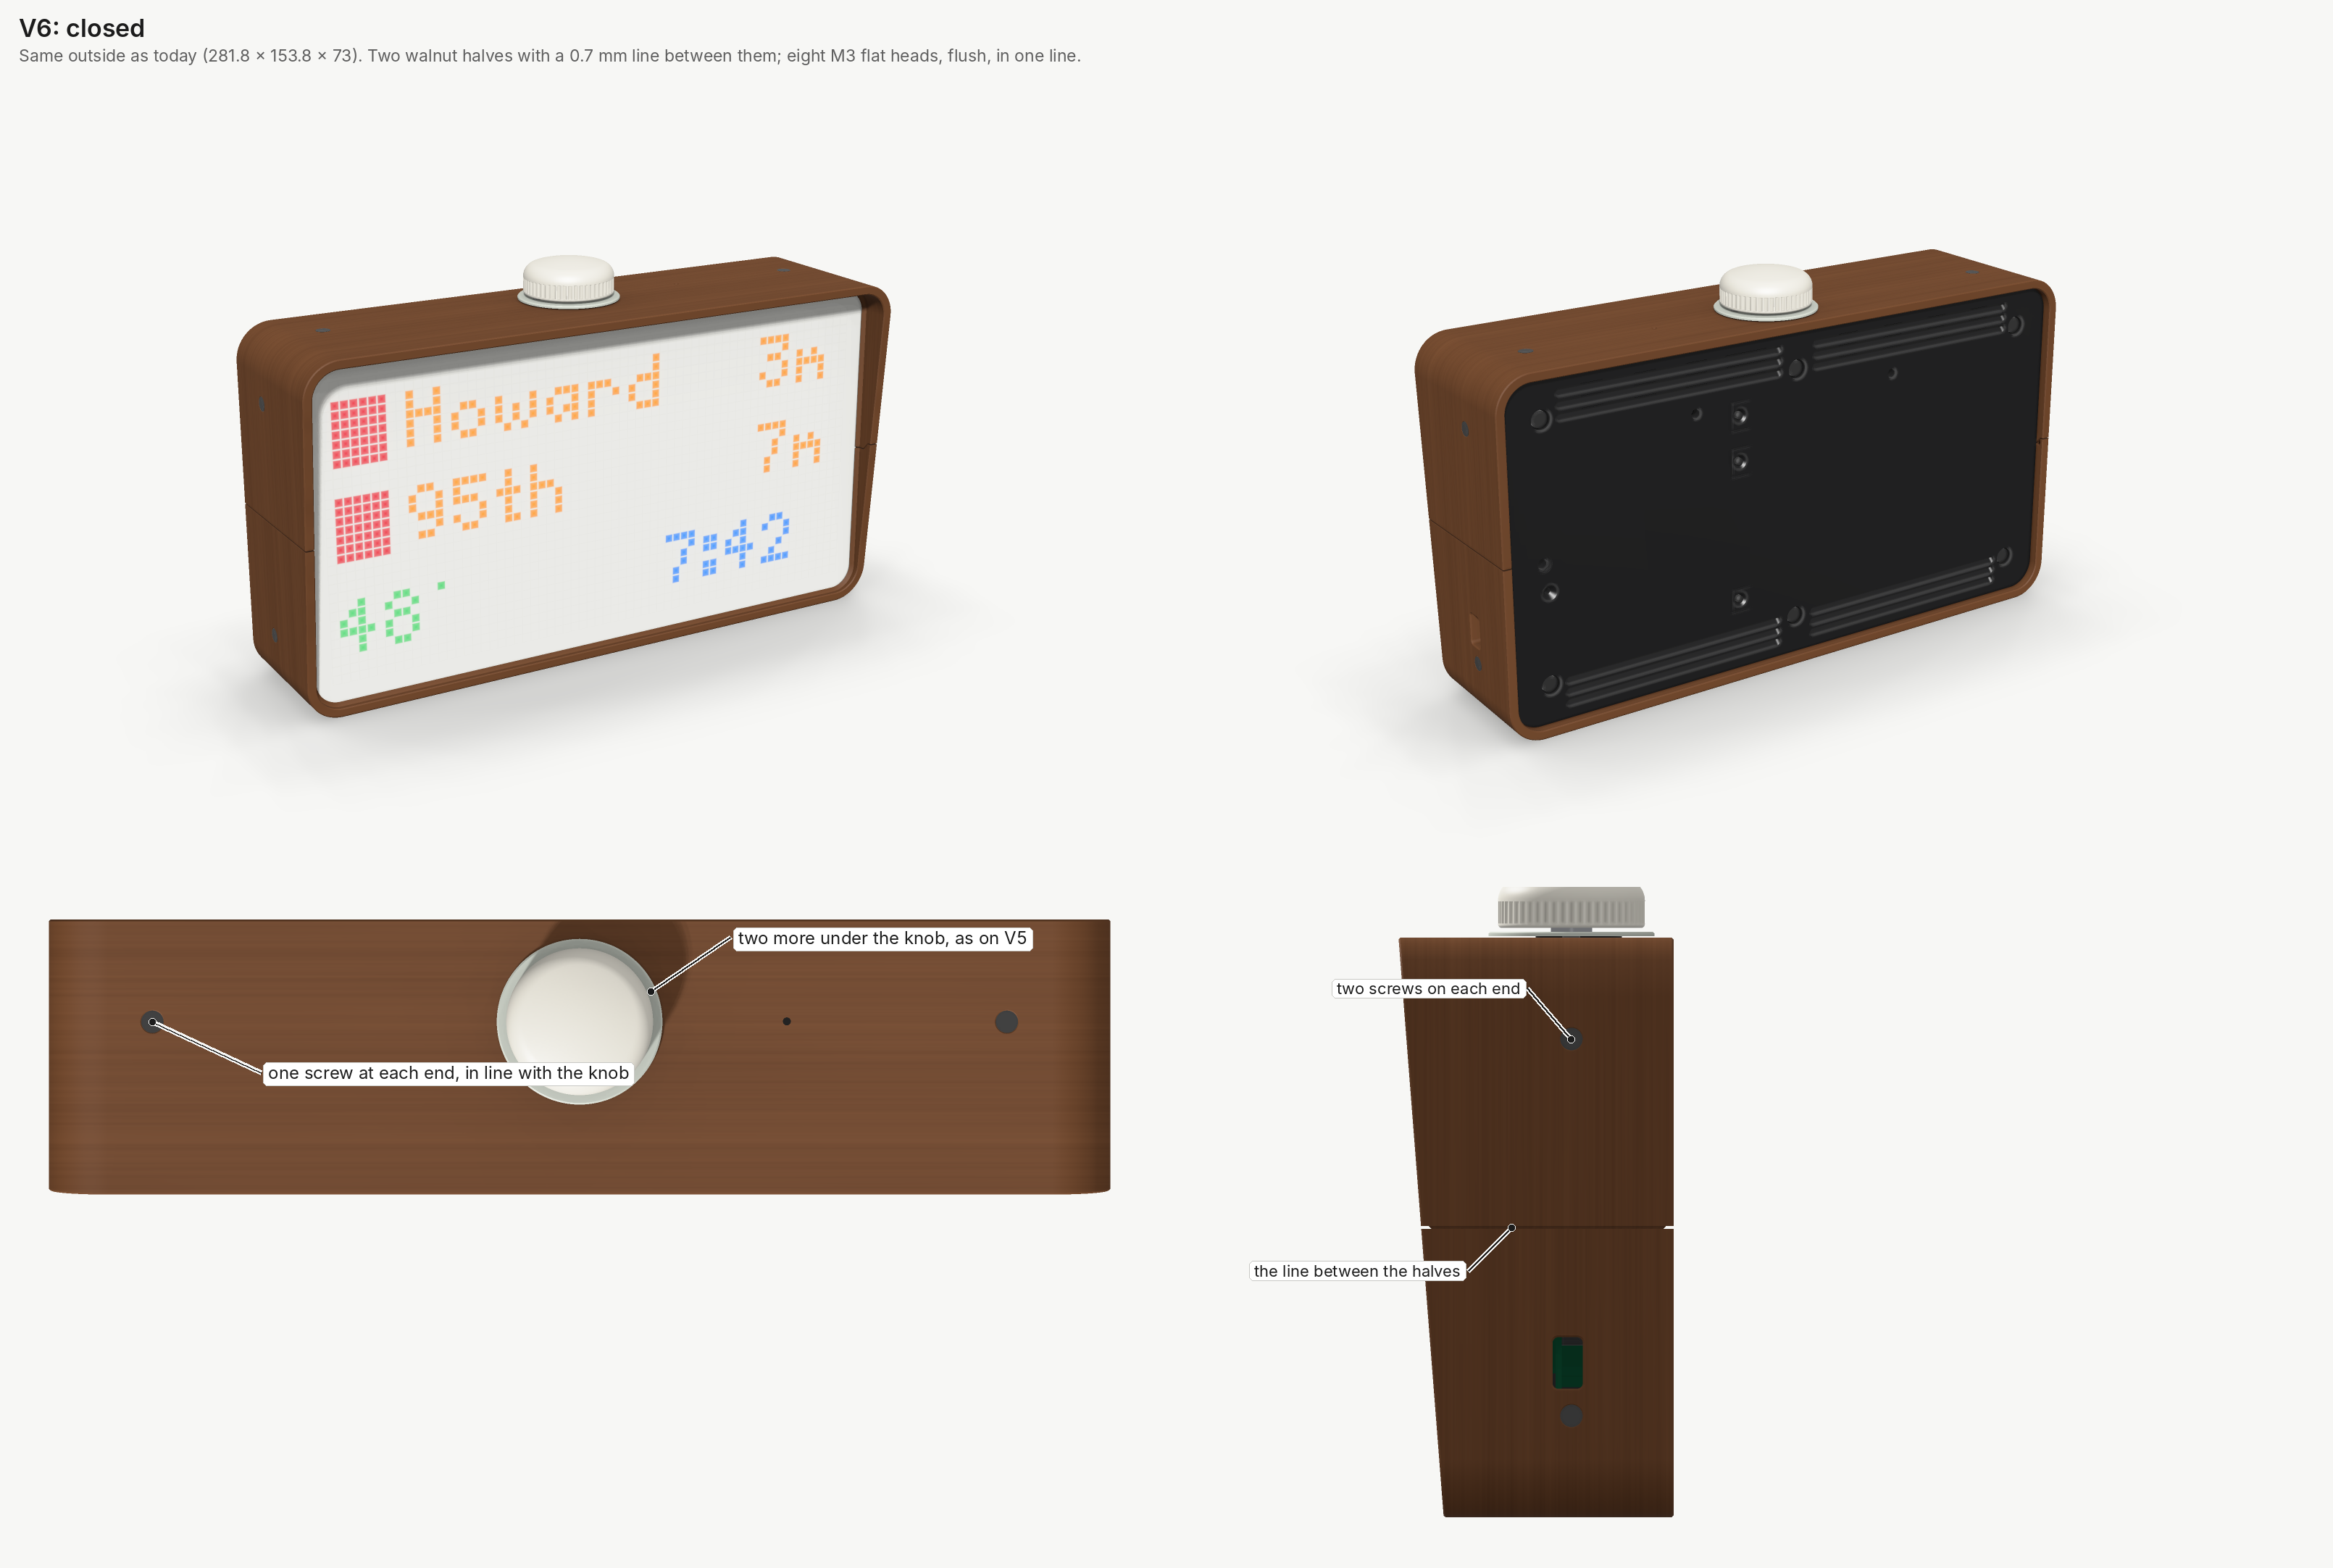 V6: closed
Same outside as today (281.8 × 153.8 × 73). Two walnut halves with a 0.7 mm line between them; eight M3 flat heads, flush, in one line.
Howard 3m
95th 7m
48° 7:42
two more under the knob, as on V5
one screw at each end, in line with the knob
two screws on each end
the line between the halves